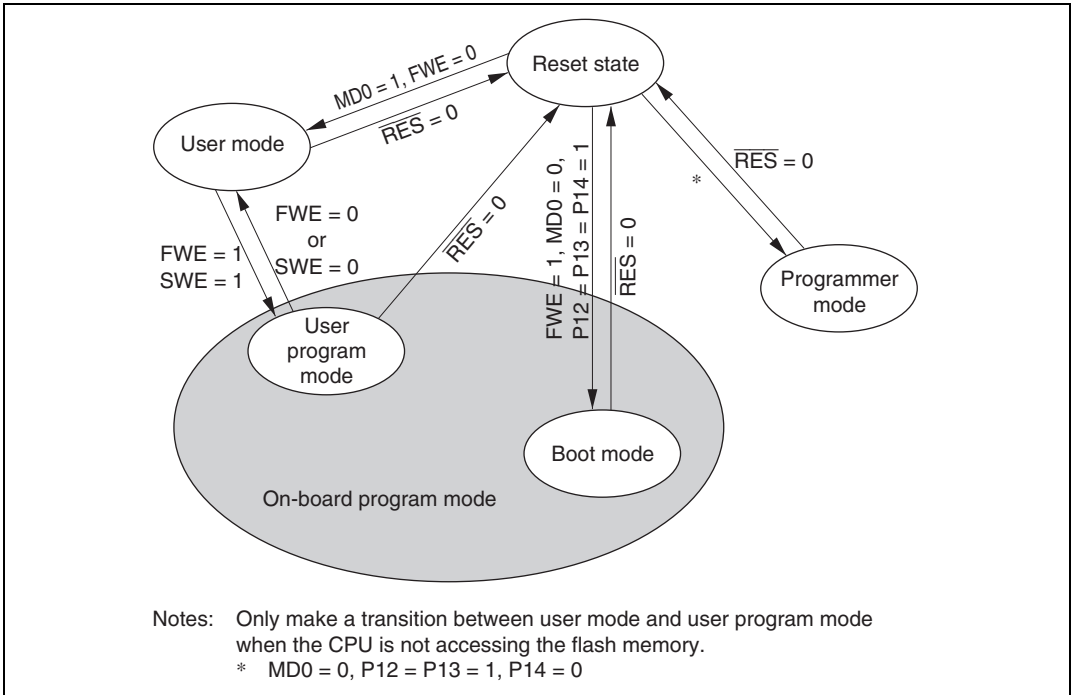 Reset state
MD0 = 1, FWE = 0
RES = 0
User mode
FWE = 1
SWE = 1
FWE = 0
or
SWE = 0
RES = 0
FWE = 1, MD0 = 0,
P12 = P13 = P14 = 1
RES = 0
*
RES = 0
Programmer
mode
User
program
mode
Boot mode
On-board program mode
Notes: Only make a transition between user mode and user program mode
when the CPU is not accessing the flash memory.
* MD0 = 0, P12 = P13 = 1, P14 = 0